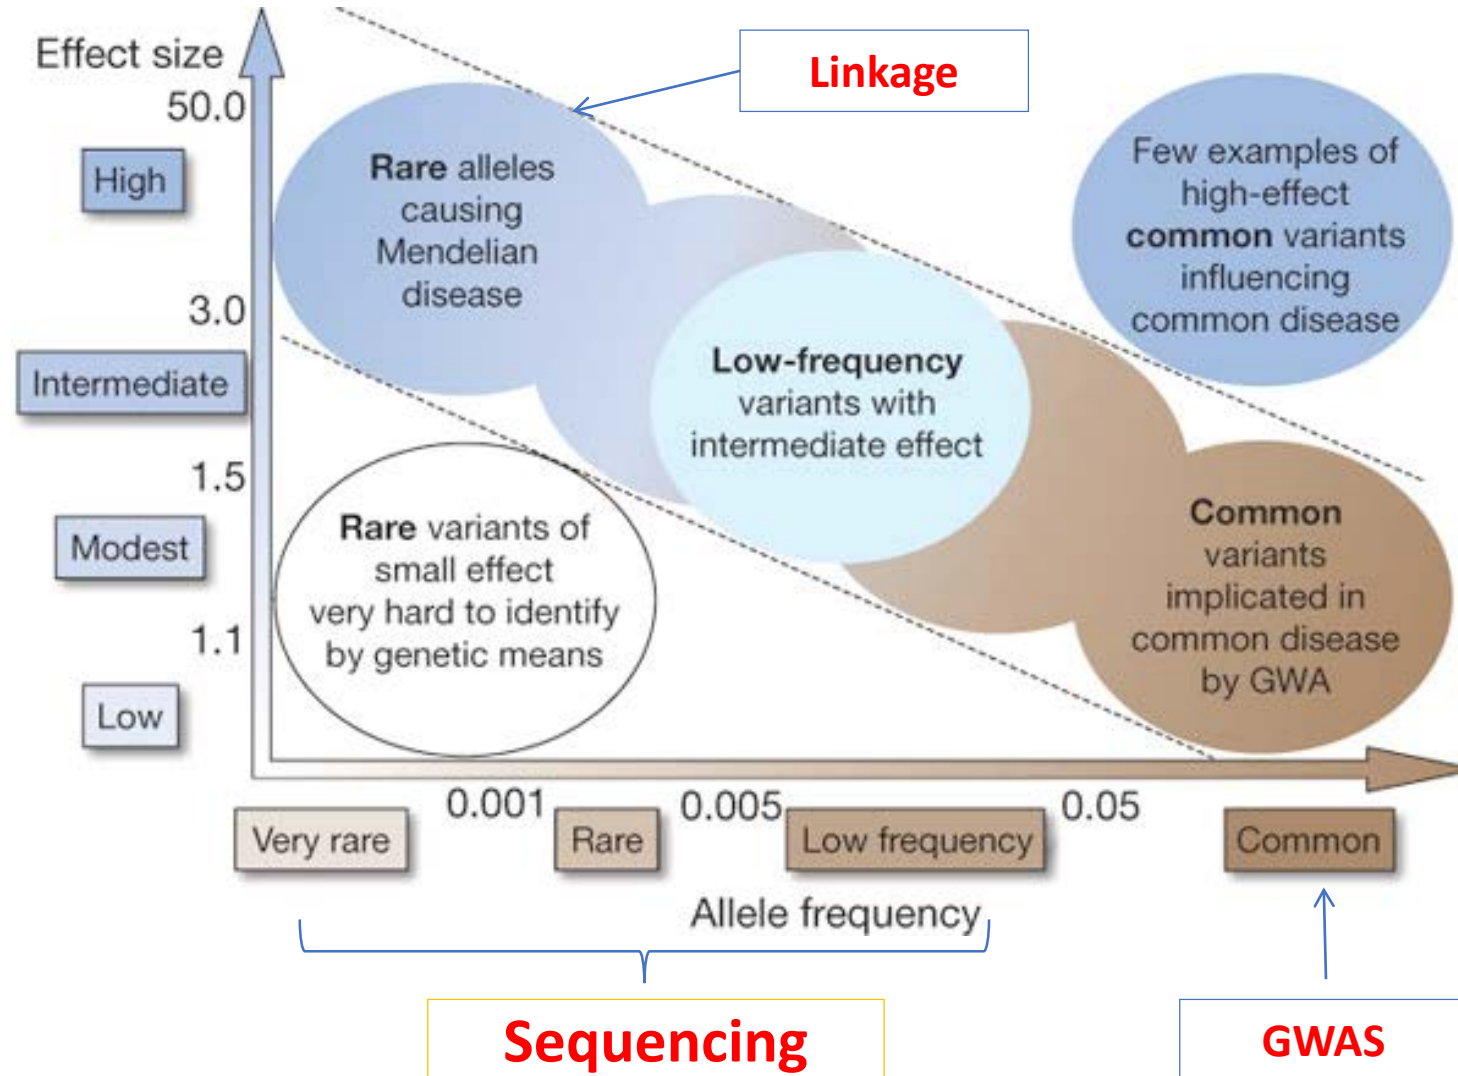 Effect size
50.0
High
3.0
Intermediate
1.5
Modest
1.1
Low
Linkage
Rare alleles
causing
Mendelian
disease
Few examples of
high-effect
common variants
influencing
common disease
Low-frequency
variants with
intermediate effect
Rare variants of
small effect
very hard to identify
by genetic means
Common
variants
implicated in
common disease
by GWA
0.001
0.005
0.05
Very rare
Rare
Low frequency
Common
Allele frequency
Sequencing
GWAS